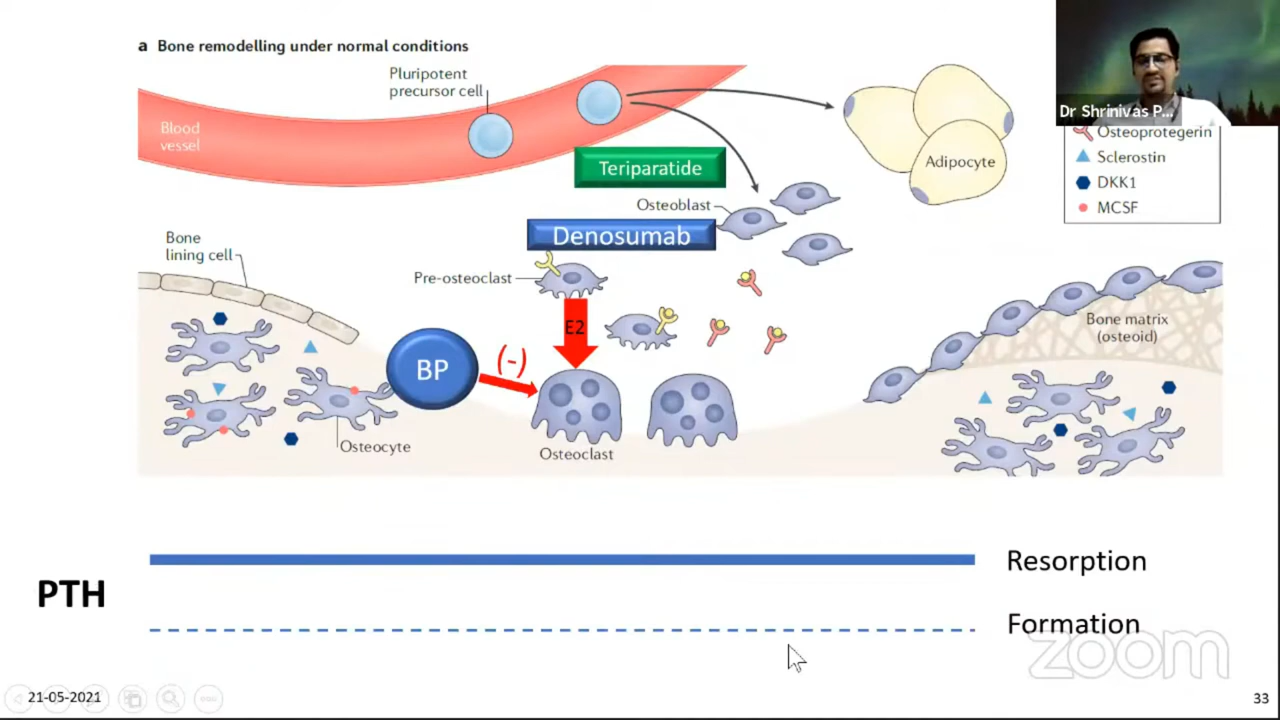 a Bone remodelling under normal conditions
Pluripotent
precursor cell
Blood
vessel
Teriparatide
Adipocyte
Dr Shrinivas P...
Osteoprotegerin
Sclerostin
DKK1
MCSF
Osteoblast
Denosumab
Bone
lining cell
Pre-osteoclast
E2
BP
(-)
Bone matrix
(osteoid)
Osteocyte
Osteoclast
PTH
Resorption
Formation
zoom
21-05-2021
33